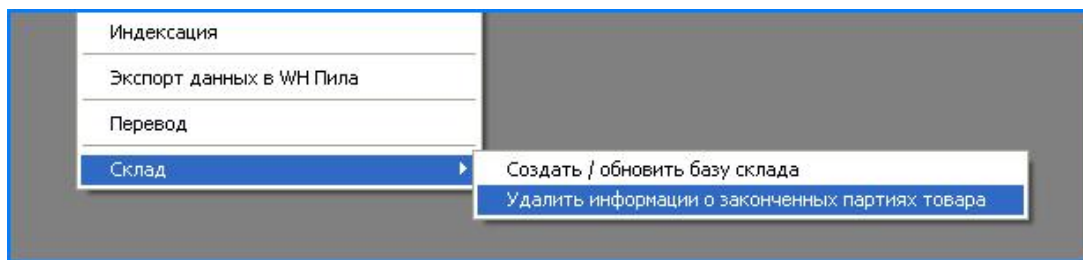 Индексация
Экспорт данных в WH Пила
Перевод
Склад
Создать / обновить базу склада
Удалить информации о законченных партиях товара